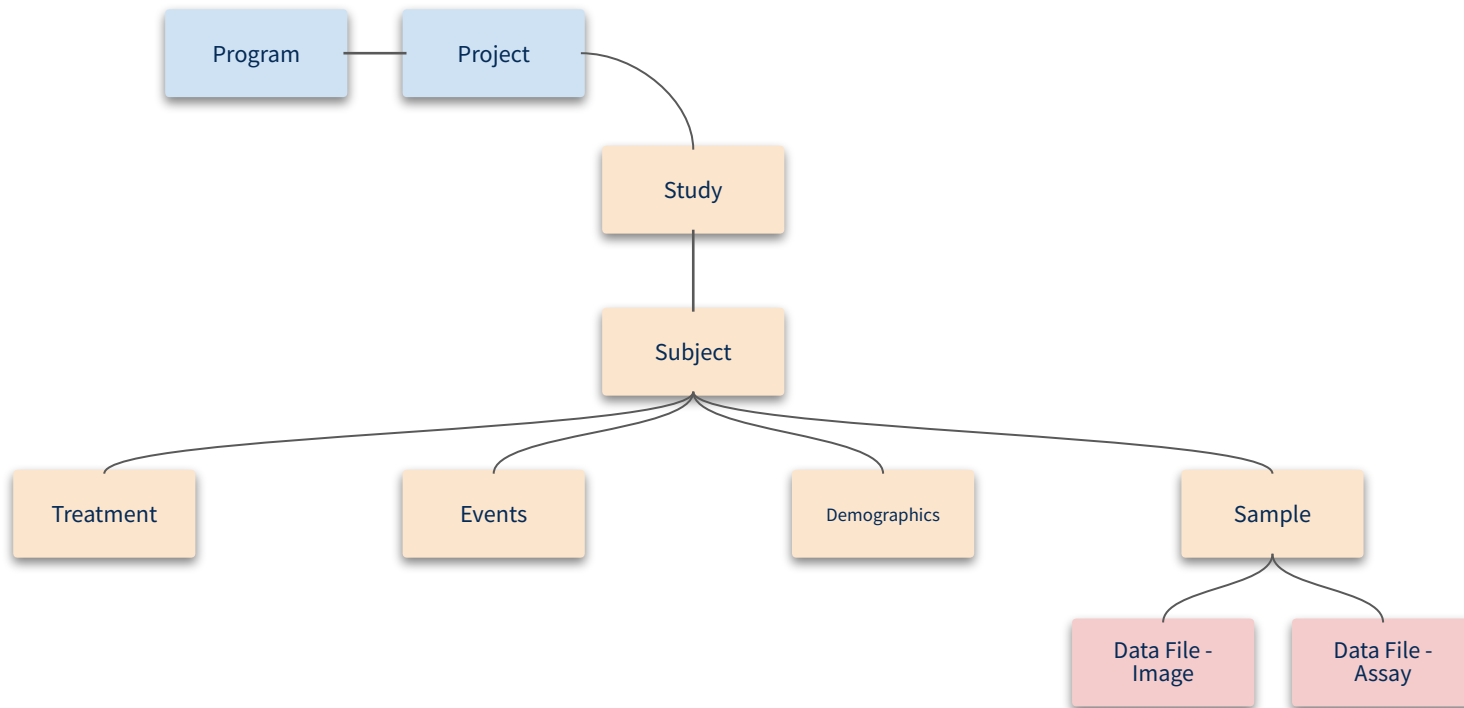 Program
Project
Study
Subject
Treatment
Events
Demographics
Sample
Data File -
Image
Data File -
Assay